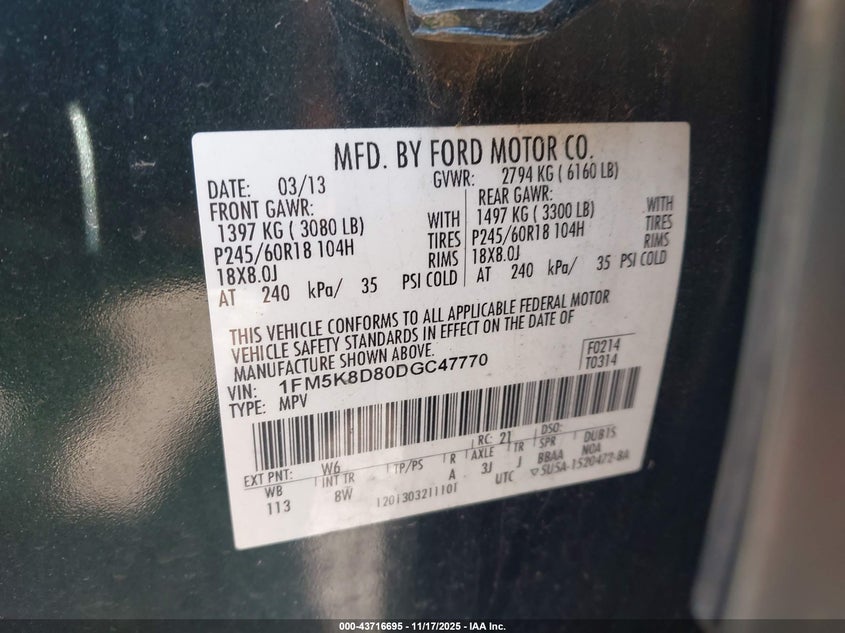 MFD. BY FORD MOTOR CO.
DATE: 03/13 GVWR: 2794 KG ( 6160 LB)
FRONT GAWR: REAR GAWR:
1397 KG ( 3080 LB) WITH 1497 KG ( 3300 LB) WITH
P245/60R18 104H TIRES P245/60R18 104H TIRES
18X8.0J RIMS 18X8.0J RIMS
AT 240 kPa/ 35 PSI COLD AT 240 kPa/ 35 PSI COLD
THIS VEHICLE CONFORMS TO ALL APPLICABLE FEDERAL MOTOR
VEHICLE SAFETY STANDARDS IN EFFECT ON THE DATE OF
MANUFACTURE SHOWN ABOVE.
VIN: 1FM5K8D80DGC47770 F0214
TYPE: MPV T0314
EXT PNT: W6 RC: 21 DSO:
WB INT TR TP/PS R AXLE TR SPR DUB1S
113 8W A 3J J BBAA NOA
1201303211101 UTC ▽5U5A-1520472-BA
000-43716695 - 11/17/2025 - IAA Inc.